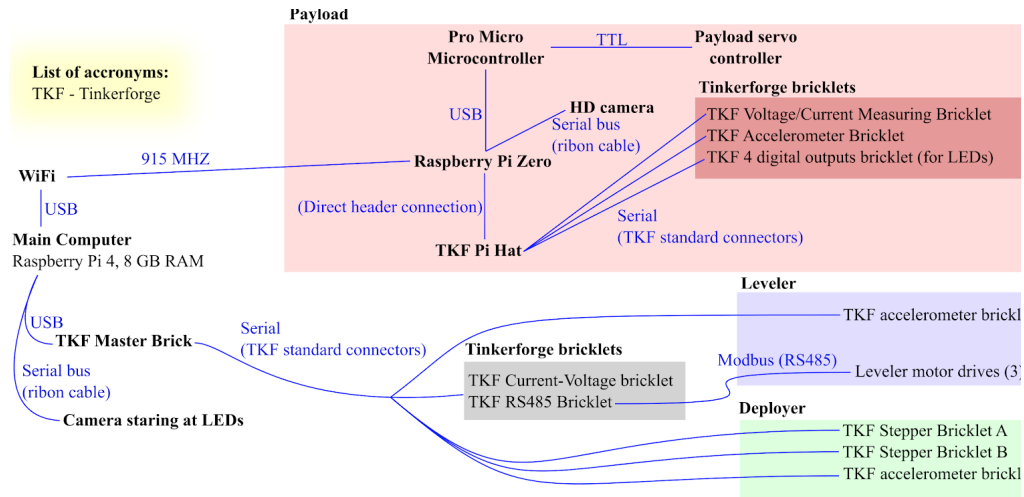 Payload
Pro Micro
Microcontroller
TTL
Payload servo
controller
List of accronyms:
TKF - Tinkerforge
Tinkerforge bricklets
USB
HD camera
Serial bus
(ribon cable)
TKF Voltage/Current Measuring Bricklet
TKF Accelerometer Bricklet
TKF 4 digital outputs bricklet (for LEDs)
915 MHZ
Raspberry Pi Zero
WiFi
USB
(Direct header connection)
Serial
(TKF standard connectors)
Main Computer
Raspberry Pi 4, 8 GB RAM
TKF Pi Hat
Leveler
USB
TKF Master Brick
Serial
(TKF standard connectors)
TKF accelerometer brickl
Tinkerforge bricklets
Modbus (RS485)
Serial bus
(ribon cable)
TKF Current-Voltage bricklet
TKF RS485 Bricklet
Leveler motor drives (3)
Camera staring at LEDs
Deployer
TKF Stepper Bricklet A
TKF Stepper Bricklet B
TKF accelerometer brickl